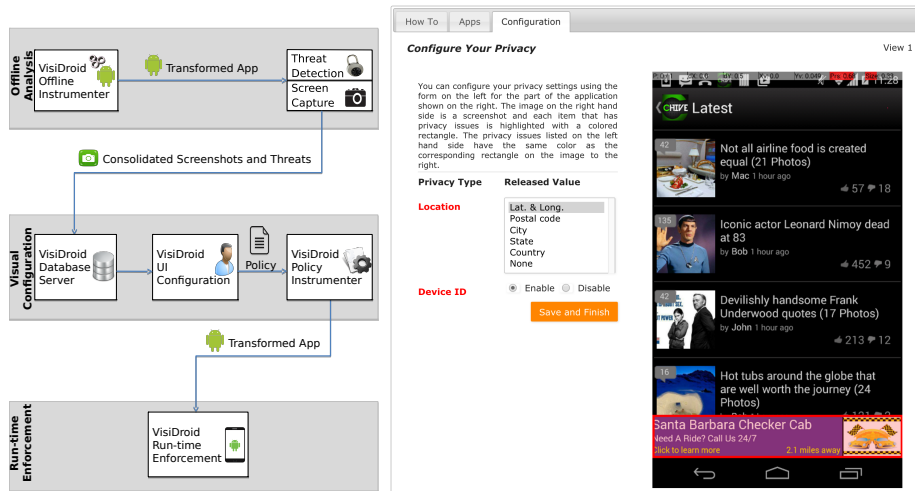 Offline
Analysis
VisiDroid
Offline
Instrumenter
Transformed App
Threat
Detection
Screen
Capture
Consolidated Screenshots and Threats
Visual
Configuration
VisiDroid
Database
Server
VisiDroid
UI
Configuration
Policy
VisiDroid
Policy
Instrumenter
Transformed App
Run-time
Enforcement
VisiDroid
Run-time
Enforcement
How To
Apps
Configuration
Configure Your Privacy
View 1
You can configure your privacy settings using the
form on the left for the part of the application
shown on the right. The image on the right hand
side is a screenshot and each item that has
privacy issues is highlighted with a colored
rectangle. The privacy issues listed on the left
hand side have the same color as the
corresponding rectangle on the image to the
right.
Privacy Type
Released Value
Location
Lat. & Long.
Postal code
City
State
Country
None
Device ID
Enable
Disable
Save and Finish
11:28
CHIVE Latest
42
Not all airline food is created
equal (21 Photos)
by Mac 1 hour ago
57 18
135
Iconic actor Leonard Nimoy dead
at 83
by Bob 1 hour ago
452 9
42
Devilishly handsome Frank
Underwood quotes (17 Photos)
by John 1 hour ago
213 12
16
Hot tubs around the globe that
are well worth the journey (24
Photos)
Santa Barbara Checker Cab
Need A Ride? Call Us 24/7
Click to learn more
2.1 miles away